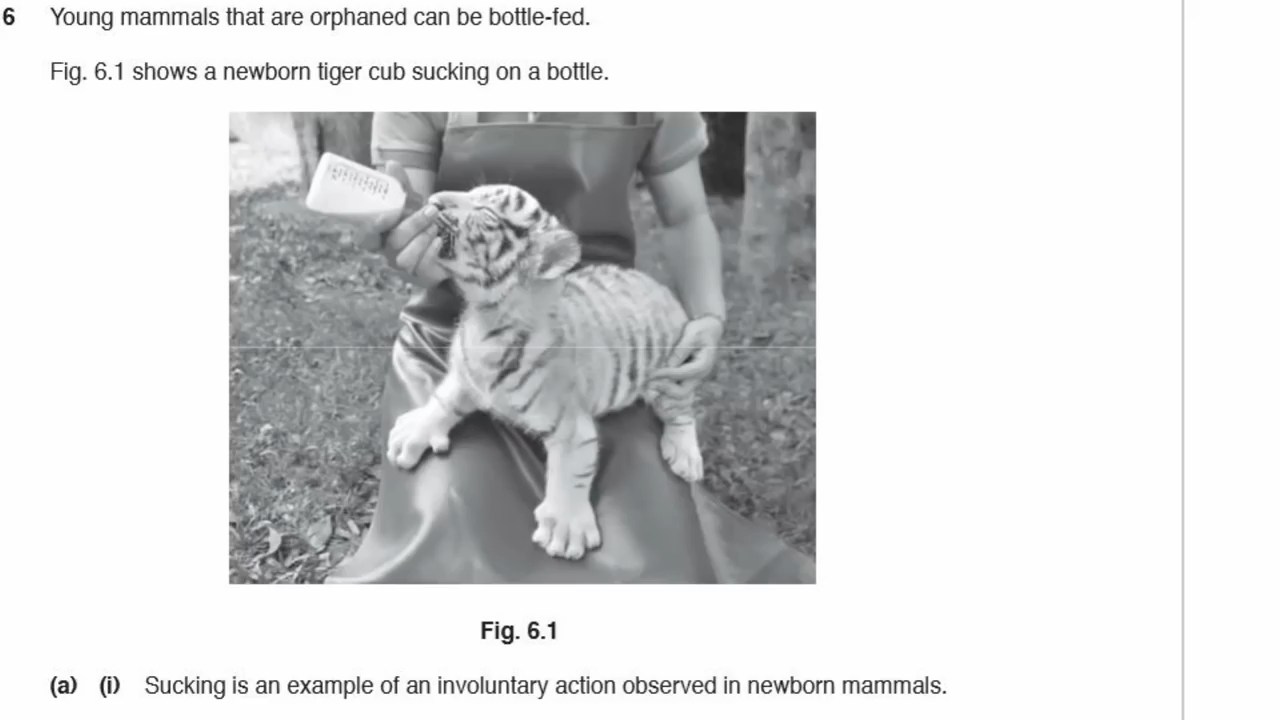 6 Young mammals that are orphaned can be bottle-fed.
Fig. 6.1 shows a newborn tiger cub sucking on a bottle.
Fig. 6.1
(a) (i) Sucking is an example of an involuntary action observed in newborn mammals.